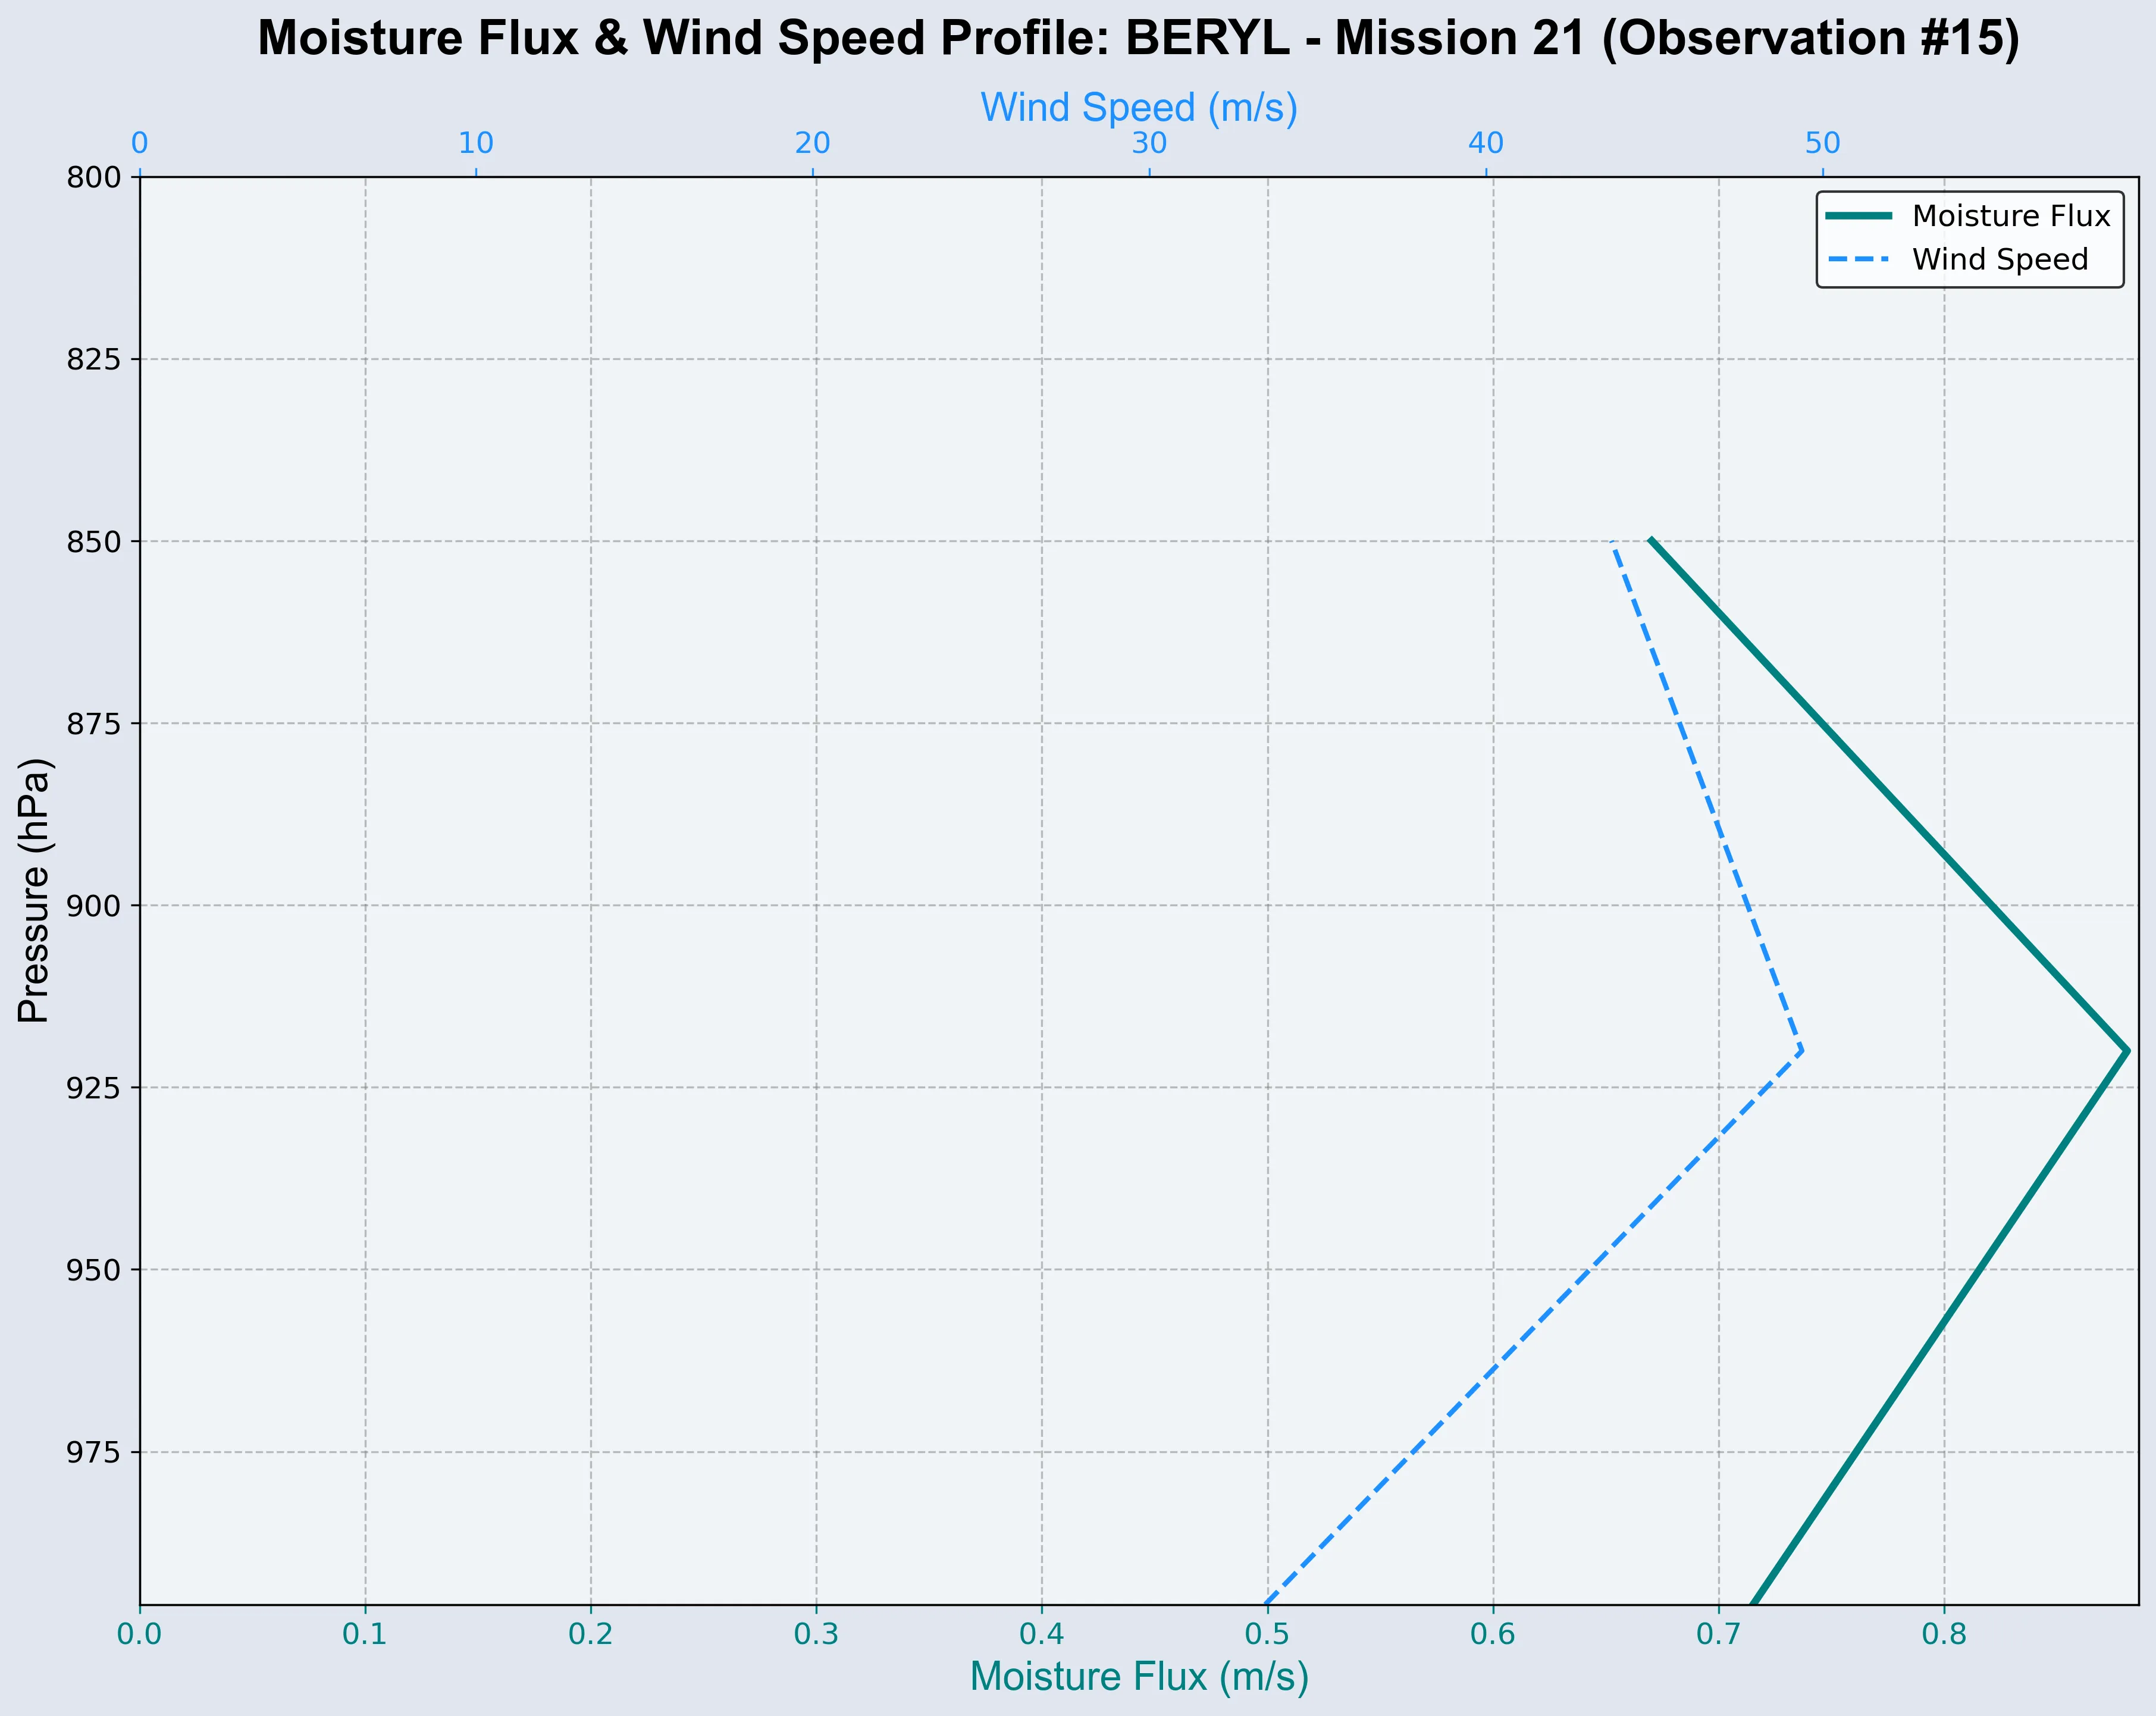 Moisture Flux & Wind Speed Profile: BERYL - Mission 21 (Observation #15)
Wind Speed (m/s)
0 10 20 30 40 50
Moisture Flux
Wind Speed
800
825
850
875
900
925
950
975
Pressure (hPa)
0.0 0.1 0.2 0.3 0.4 0.5 0.6 0.7 0.8
Moisture Flux (m/s)